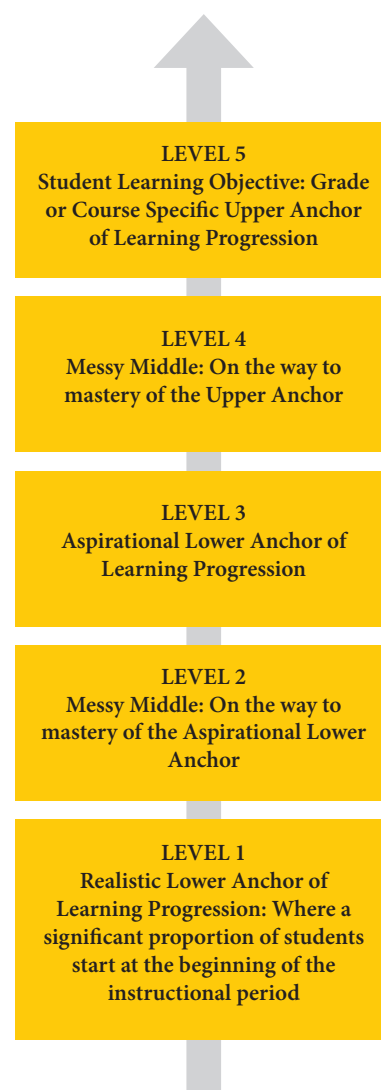 LEVEL 5
Student Learning Objective: Grade
or Course Specific Upper Anchor
of Learning Progression
LEVEL 4
Messy Middle: On the way to
mastery of the Upper Anchor
LEVEL 3
Aspirational Lower Anchor of
Learning Progression
LEVEL 2
Messy Middle: On the way to
mastery of the Aspirational Lower
Anchor
LEVEL 1
Realistic Lower Anchor of
Learning Progression: Where a
significant proportion of students
start at the beginning of the
instructional period